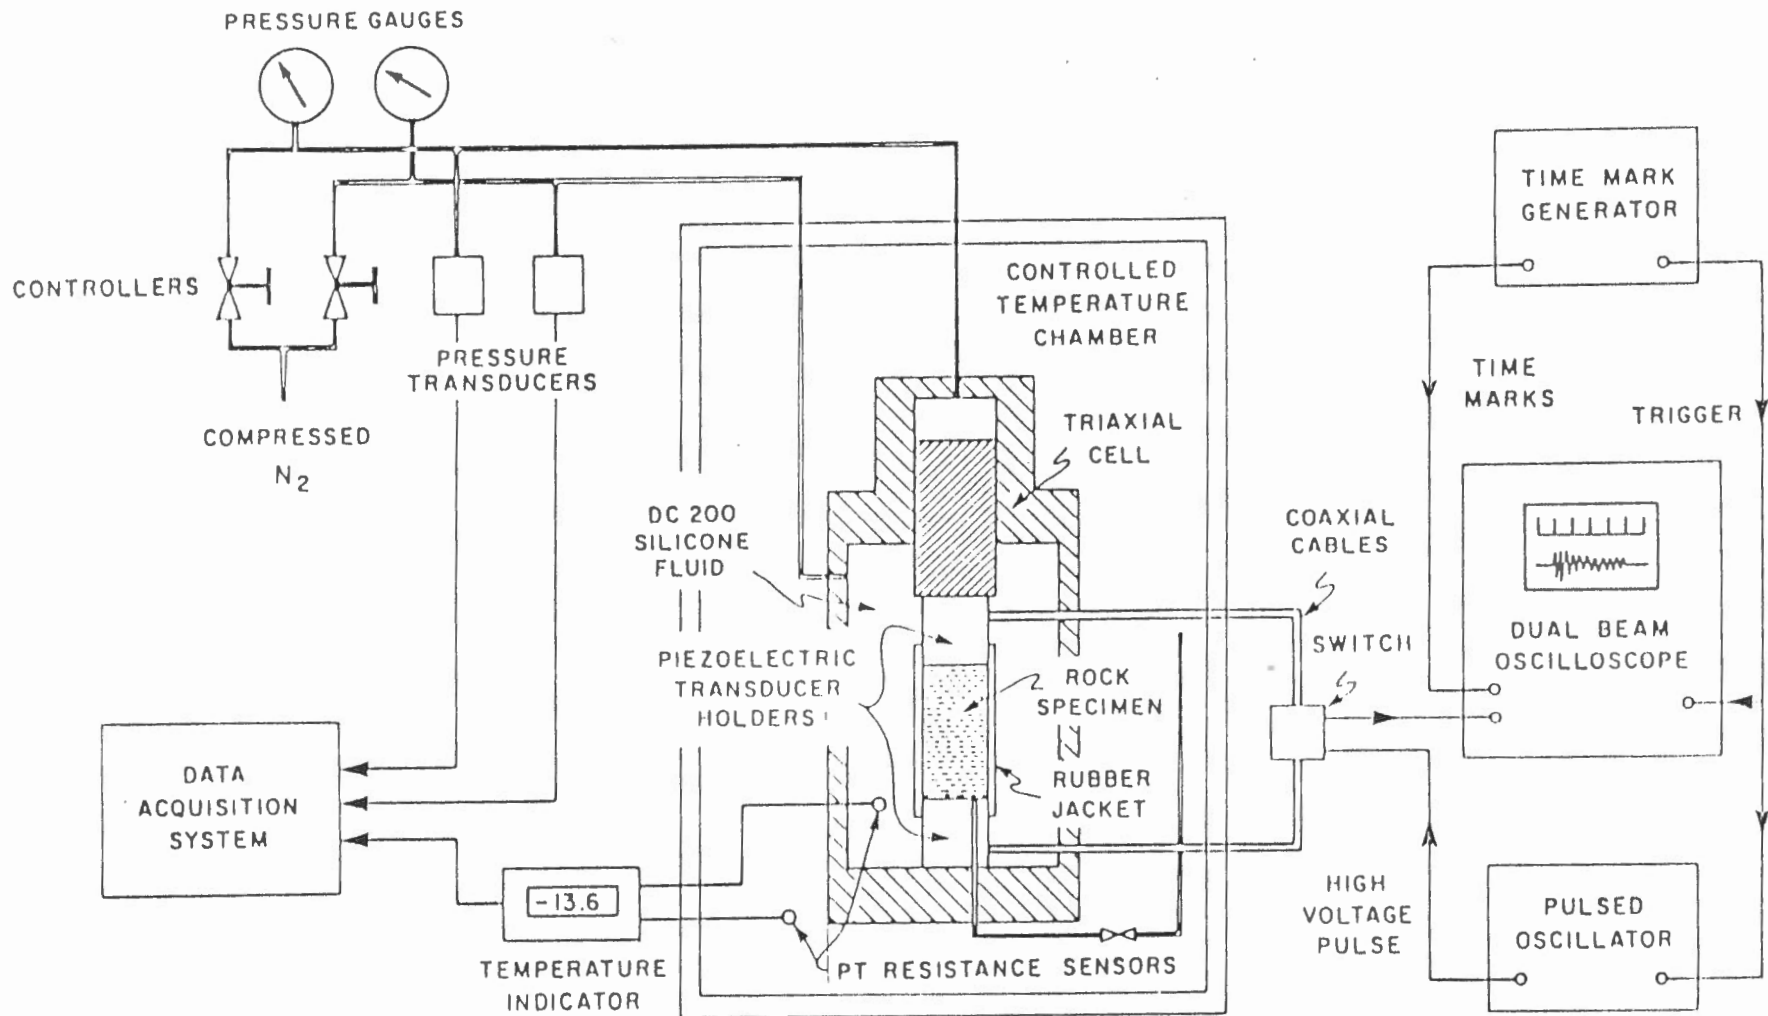 PRESSURE GAUGES
CONTROLLERS
PRESSURE
TRANSDUCERS
COMPRESSED
N2
CONTROLLED
TEMPERATURE
CHAMBER
TRIAXIAL
CELL
DC 200
SILICONE
FLUID
PIEZOELECTRIC
TRANSDUCER
HOLDERS
ROCK
SPECIMEN
RUBBER
JACKET
COAXIAL
CABLES
SWITCH
TIME MARK
GENERATOR
TIME
MARKS
TRIGGER
DUAL BEAM
OSCILLOSCOPE
HIGH
VOLTAGE
PULSE
PULSED
OSCILLATOR
DATA
ACQUISITION
SYSTEM
-13.6
TEMPERATURE
INDICATOR
PT RESISTANCE SENSORS